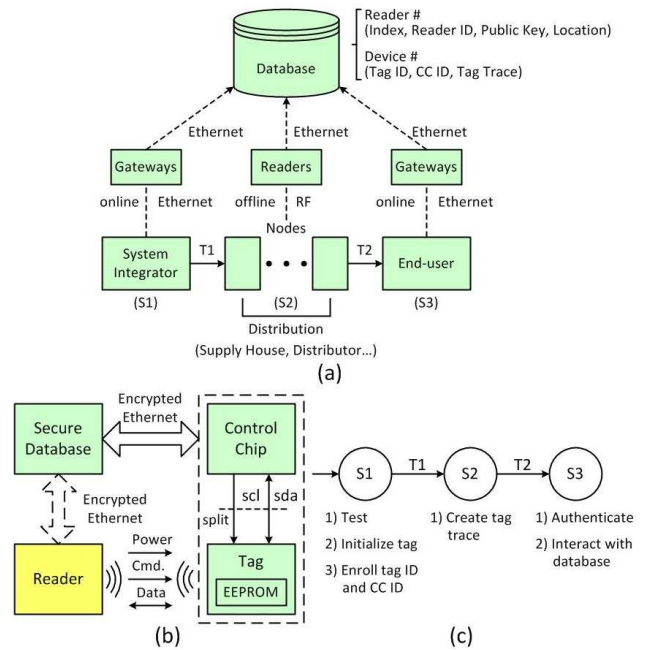 Reader #
(Index, Reader ID, Public Key, Location)
Device #
(Tag ID, CC ID, Tag Trace)
Database
Ethernet
Ethernet
Ethernet
Gateways
Readers
Gateways
online
Ethernet
offline
RF
online
Ethernet
Nodes
System
Integrator
T1
T2
End-user
(S1)
(S2)
(S3)
Distribution
(Supply House, Distributor...)
(a)
Secure
Database
Encrypted
Ethernet
Control
Chip
Encrypted
Ethernet
scl
sda
split
Reader
Power
Cmd.
Data
Tag
EEPROM
(b)
S1
T1
S2
T2
S3
1) Test
2) Initialize tag
3) Enroll tag ID
and CC ID
1) Create tag
trace
1) Authenticate
2) Interact with
database
(c)